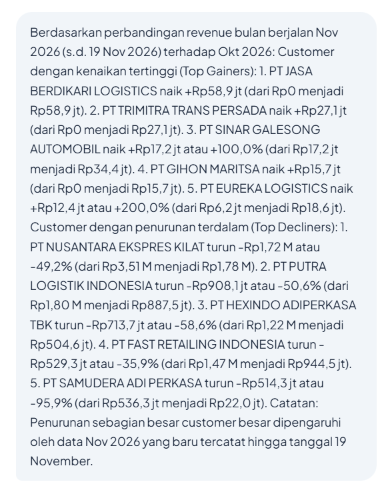 Berdasarkan perbandingan revenue bulan berjalan Nov
2026 (s.d. 19 Nov 2026) terhadap Okt 2026: Customer
dengan kenaikan tertinggi (Top Gainers): 1. PT JASA
BERDIKARI LOGISTICS naik +Rp58,9 jt (dari Rp0 menjadi
Rp58,9 jt). 2. PT TRIMITRA TRANS PERSADA naik +Rp27,1 jt
(dari Rp0 menjadi Rp27,1 jt). 3. PT SINAR GALESONG
AUTOMOBIL naik +Rp17,2 jt atau +100,0% (dari Rp17,2 jt
menjadi Rp34,4 jt). 4. PT GIHON MARITSA naik +Rp15,7 jt
(dari Rp0 menjadi Rp15,7 jt). 5. PT EUREKA LOGISTICS naik
+Rp12,4 jt atau +200,0% (dari Rp6,2 jt menjadi Rp18,6 jt).
Customer dengan penurunan terdalam (Top Decliners): 1.
PT NUSANTARA EKSPRES KILAT turun -Rp1,72 M atau
-49,2% (dari Rp3,51 M menjadi Rp1,78 M). 2. PT PUTRA
LOGISTIK INDONESIA turun -Rp908,1 jt atau -50,6% (dari
Rp1,80 M menjadi Rp887,5 jt). 3. PT HEXINDO ADIPERKASA
TBK turun -Rp713,7 jt atau -58,6% (dari Rp1,22 M menjadi
Rp504,6 jt). 4. PT FAST RETAILING INDONESIA turun -
Rp529,3 jt atau -35,9% (dari Rp1,47 M menjadi Rp944,5 jt).
5. PT SAMUDERA ADI PERKASA turun -Rp514,3 jt atau
-95,9% (dari Rp536,3 jt menjadi Rp22,0 jt). Catatan:
Penurunan sebagian besar customer besar dipengaruhi
oleh data Nov 2026 yang baru tercatat hingga tanggal 19
November.